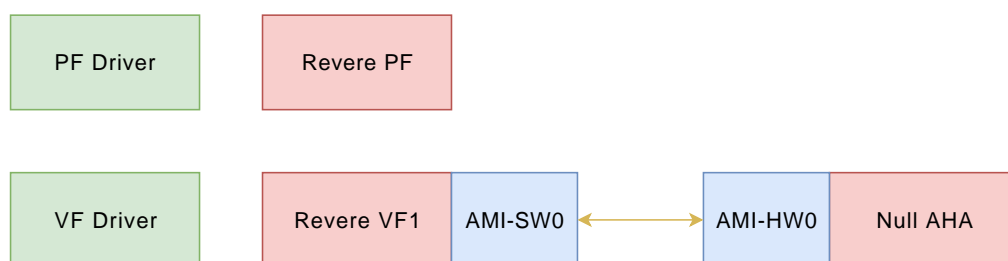 PF Driver
Revere PF
VF Driver
Revere VF1
AMI-SW0
AMI-HW0
Null AHA